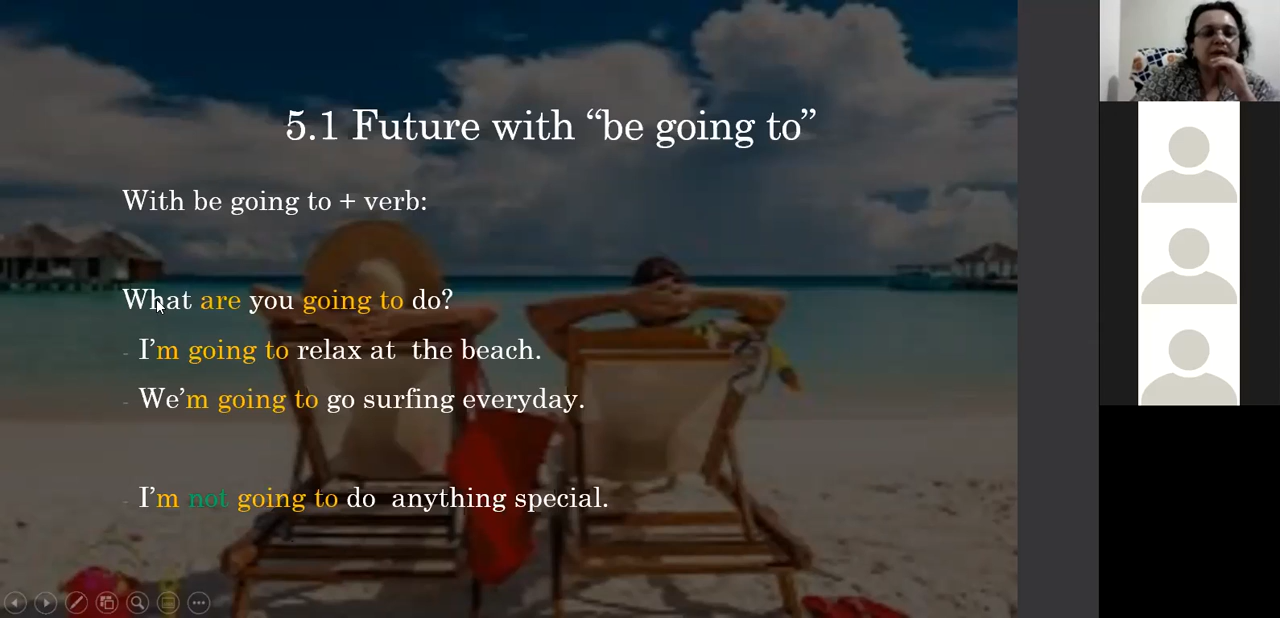 5.1 Future with “be going to”
With be going to + verb:
What are you going to do?
- I’m going to relax at  the beach.
- We’m going to go surfing everyday.
- I’m not going to do  anything special.